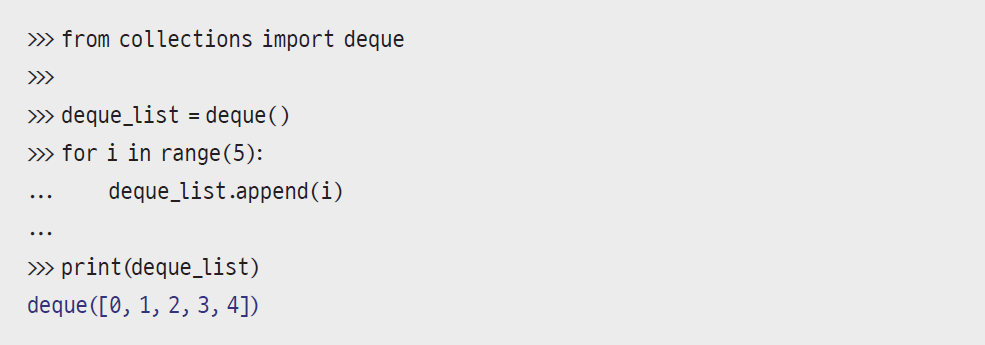 >>> from collections import deque
>>>
>>> deque_list = deque()
>>> for i in range(5):
...     deque_list.append(i)
...
>>> print(deque_list)
deque([0, 1, 2, 3, 4])